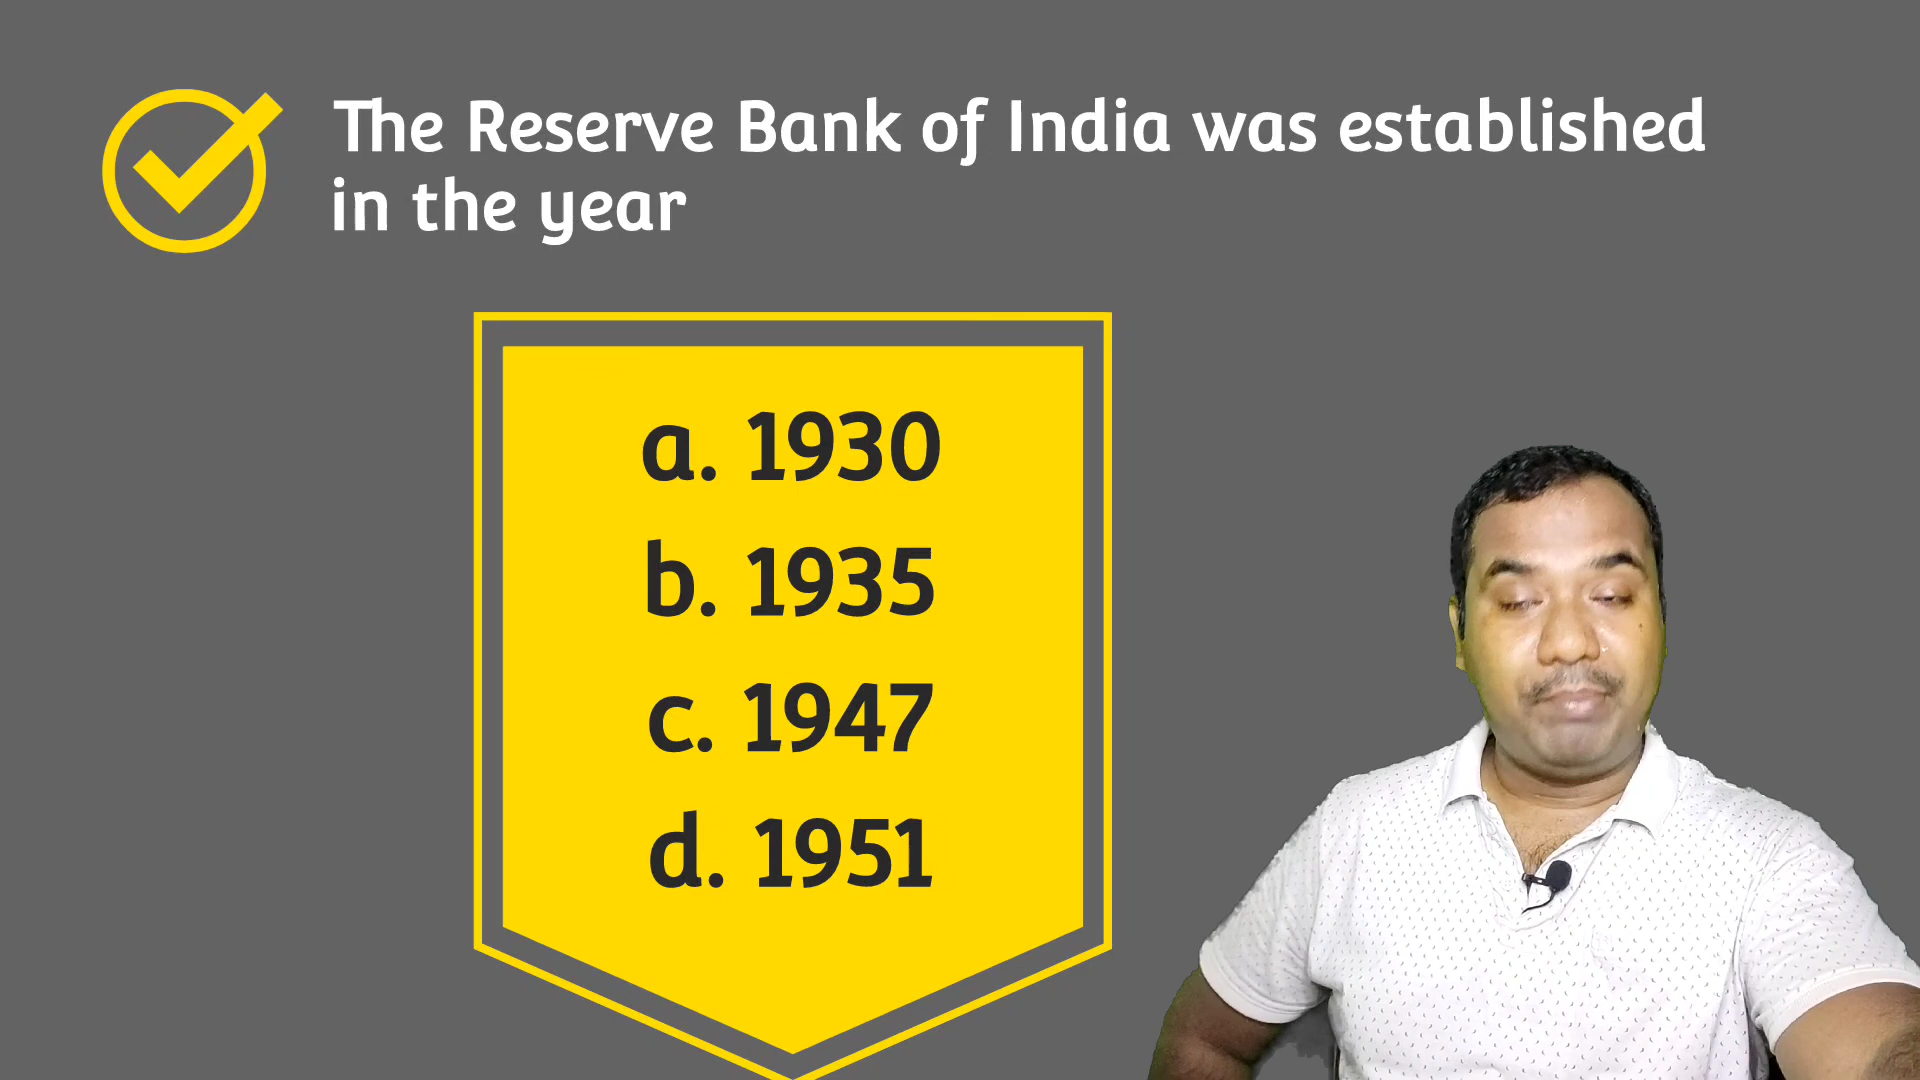 The Reserve Bank of India was established
in the year
a. 1930
b. 1935
c. 1947
d. 1951